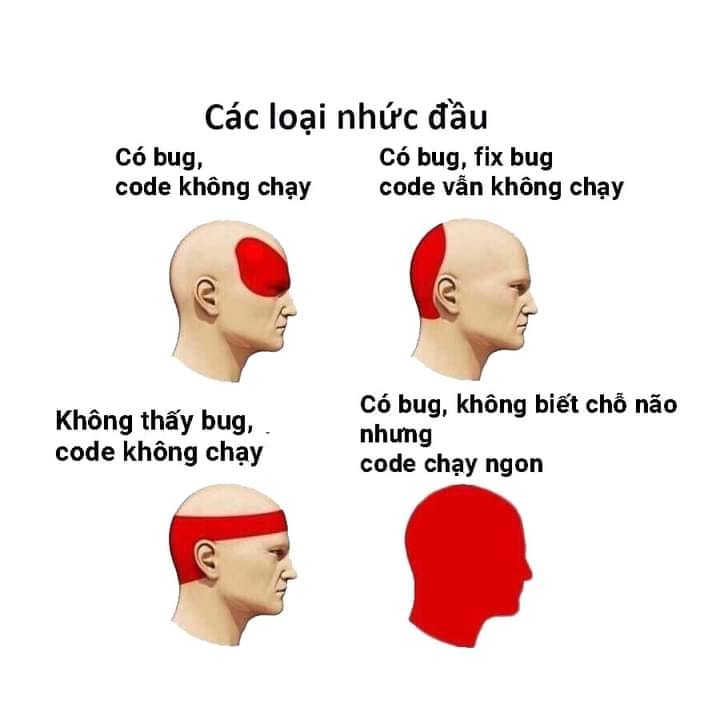 Các loại nhức đầu
Có bug,
code không chạy
Có bug, fix bug
code vẫn không chạy
Không thấy bug,
code không chạy
Có bug, không biết chỗ não
nhưng
code chạy ngon